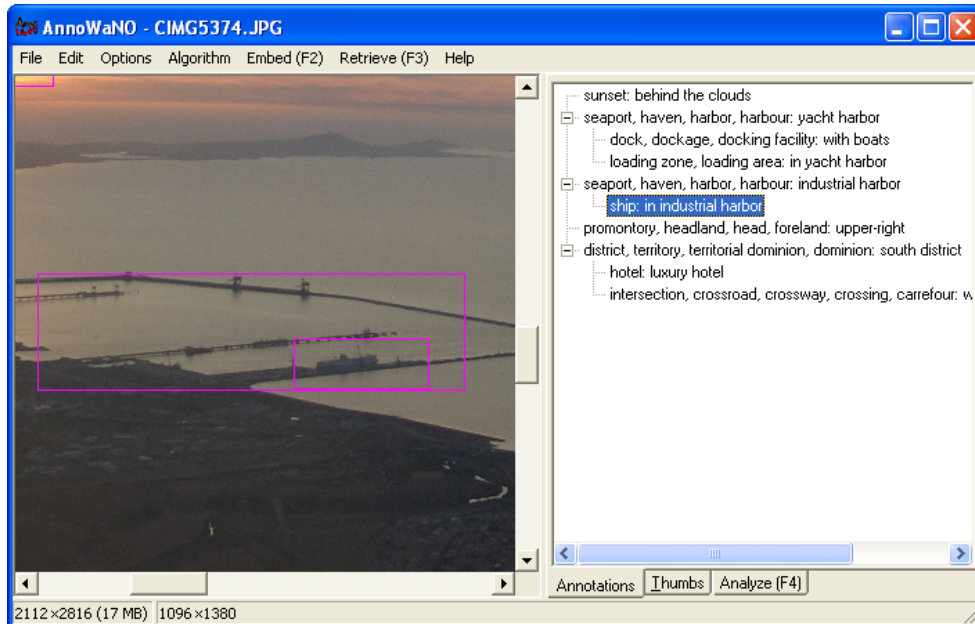 AnnoWaNO - CIMG5374.JPG
File Edit Options Algorithm Embed (F2) Retrieve (F3) Help
sunset: behind the clouds
seaport, haven, harbor, harbour: yacht harbor
dock, dockage, docking facility: with boats
loading zone, loading area: in yacht harbor
seaport, haven, harbor, harbour: industrial harbor
ship: in industrial harbor
promontory, headland, head, foreland: upper-right
district, territory, territorial dominion, dominion: south district
hotel: luxury hotel
intersection, crossroad, crossway, crossing, carrefour: w
Annotations Thumbs Analyze (F4)
2112×2816 (17 MB) 1096×1380